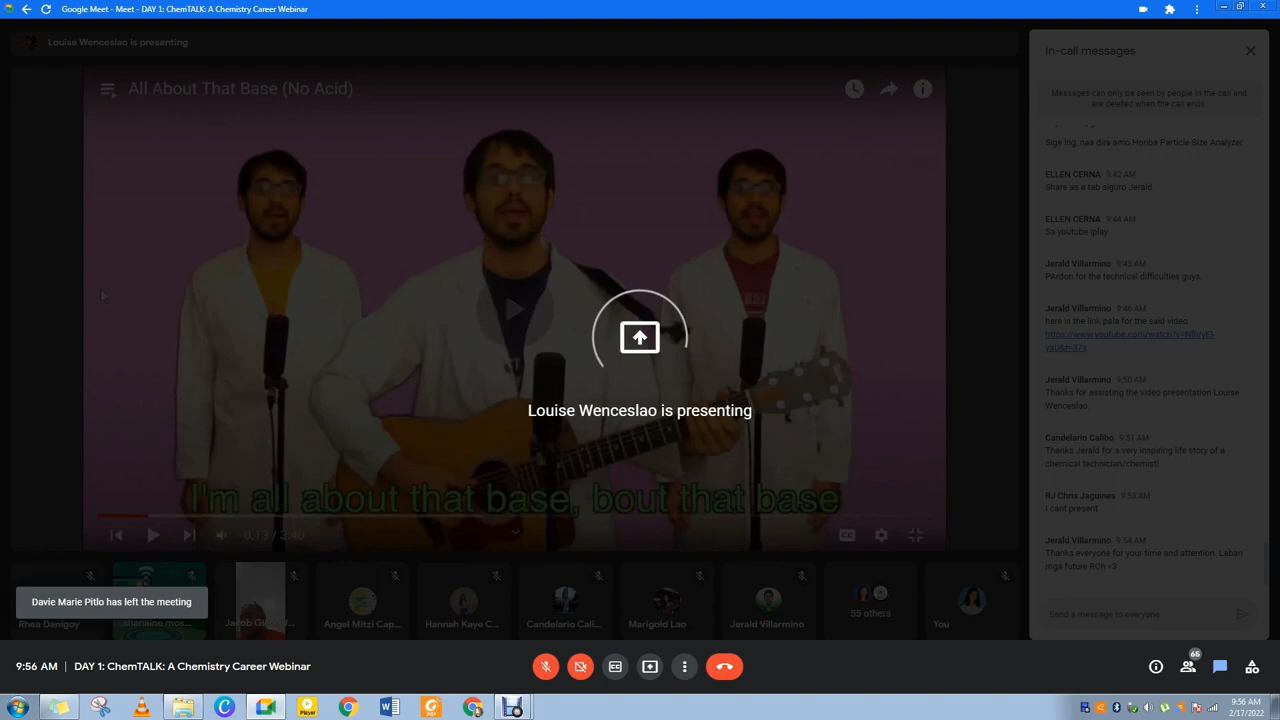 Google Meet - Meet - DAY 1: ChemTALK: A Chemistry Career Webinar
Louise Wenceslao is presenting
All About That Base (No Acid)
I'm all about that base, bout that base
0:13 / 3:40
Louise Wenceslao is presenting
In-call messages
Messages can only be seen by people in the call and
are deleted when the call ends
Sige ing, naa dira amo Horiba Particle Size Analyzer
ELLEN CERNA 9:42 AM
Share as a tab siguro Jerald.
ELLEN CERNA 9:44 AM
Sa youtube iplay
Jerald Villarmino 9:45 AM
PArdon for the technical difficulties guys.
Jerald Villarmino 9:46 AM
here is the link pala for the said video
Jerald Villarmino 9:50 AM
Thanks for assisting the video presentation Louise
Wenceslao.
Candelario Calibo 9:51 AM
Thanks Jerald for a very inspiring life story of a
chemical technician/chemist!
RJ Chris Jaguines 9:53 AM
I cant present
Jerald Villarmino 9:54 AM
Thanks everyone for your time and attention. Laban
mga future RCh <3
Send a message to everyone
Davie Marie Pitlo has left the meeting
Rhea Danigoy
Angel Mitzi Cap...
Hannah Kaye C...
Candelario Cali...
Marigold Lao
Jerald Villarmino
55 others
You
9:56 AM | DAY 1: ChemTALK: A Chemistry Career Webinar
65
9:56 AM
2/17/2022